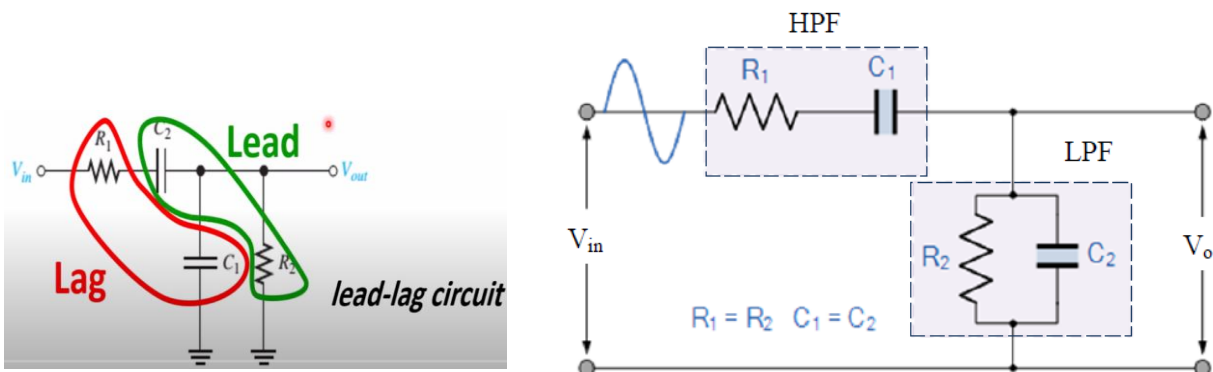 Lead
R1
C2
Vin
Vout
C1
R2
Lag
lead-lag circuit
HPF
R1
C1
LPF
Vin
R2
C2
Vo
R1 = R2 C1 = C2